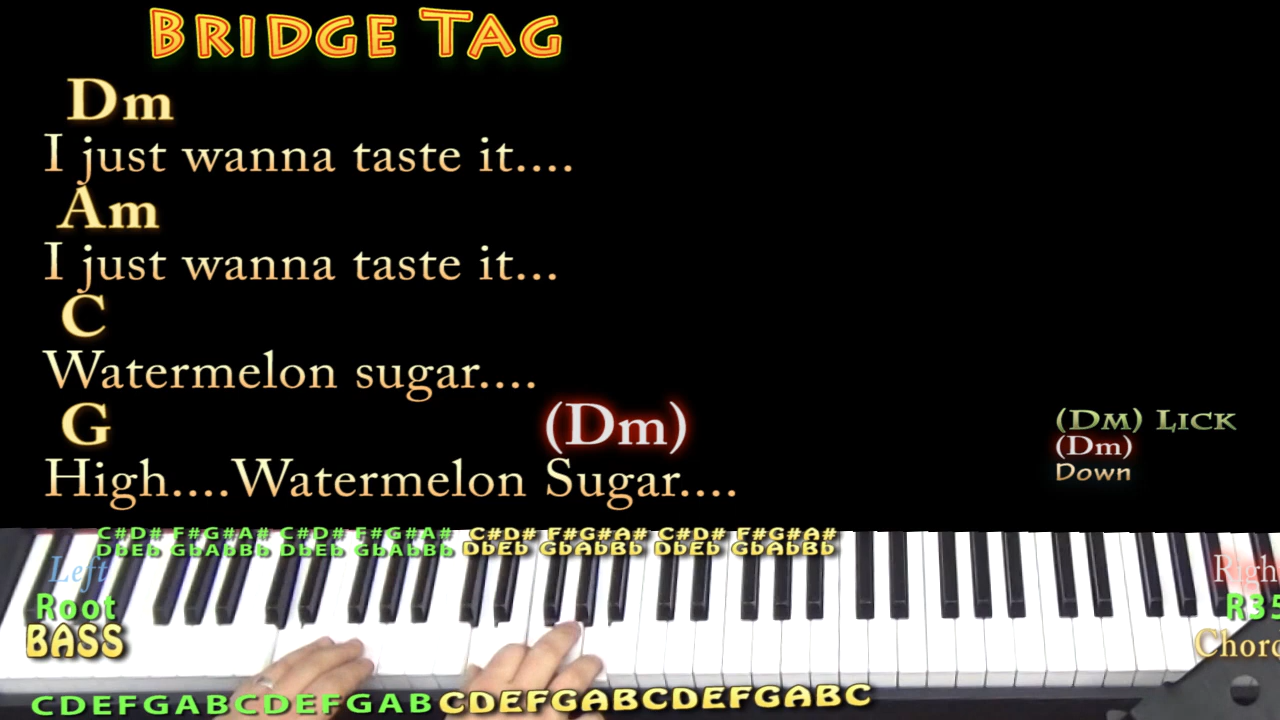 BRIDGE TAG
Dm
I just wanna taste it....
Am
I just wanna taste it...
C
Watermelon sugar....
G (Dm)
High....Watermelon Sugar....
(DM) LICK
(Dm)
Down
C#D# F#G#A# C#D# F#G#A# C#D# F#G#A# C#D# F#G#A#
DbEb GbAbBb DbEb GbAbBb DbEb GbAbBb DbEb GbAbBb
Left
Root
BASS
Righ
R35
Chord
CDEFGABCDEFGABCDEFGABCDEFGABC